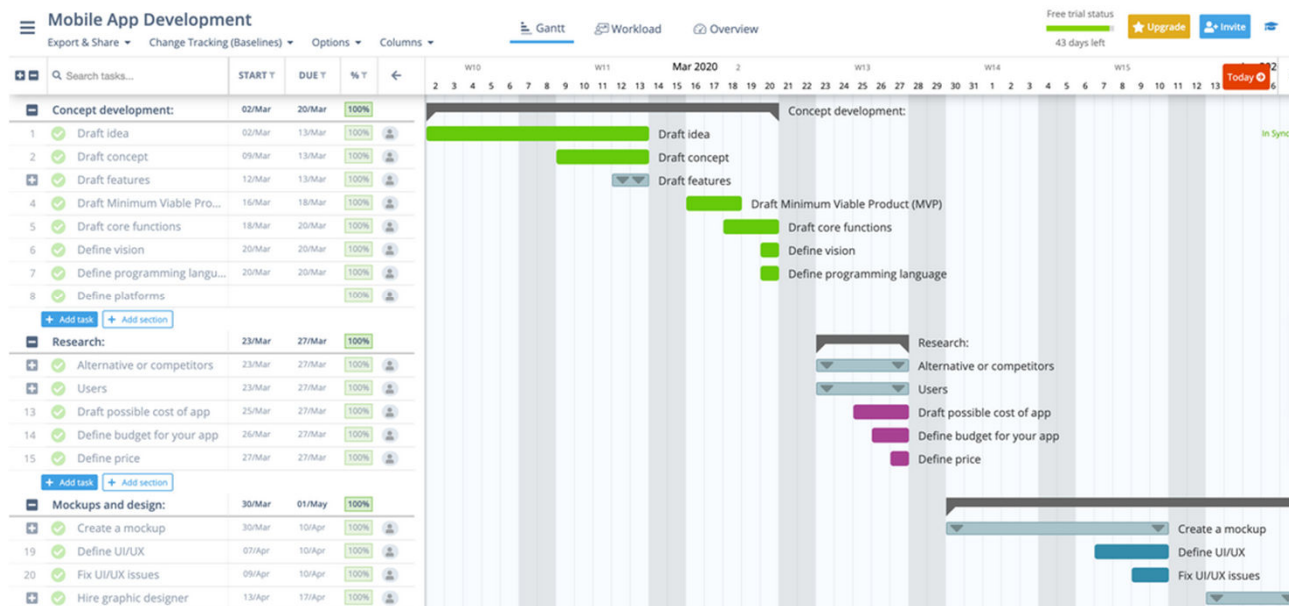 Mobile App Development
Export & Share Change Tracking (Baselines) Options Columns
Gantt Workload Overview
Free trial status
43 days left
Upgrade Invite
Search tasks... START DUE %
W10 W11 Mar 2020 2 W13 W14 W15
Today
2 3 4 5 6 7 8 9 10 11 12 13 14 15 16 17 18 19 20 21 22 23 24 25 26 27 28 29 30 31 1 2 3 4 5 6 7 8 9 10 11 12 13
Concept development: 02/Mar 20/Mar 100% Concept development:
1 Draft idea 02/Mar 13/Mar 100% Draft idea In Sync
2 Draft concept 09/Mar 13/Mar 100% Draft concept
Draft features 12/Mar 13/Mar 100% Draft features
4 Draft Minimum Viable Pro... 16/Mar 18/Mar 100% Draft Minimum Viable Product (MVP)
5 Draft core functions 18/Mar 20/Mar 100% Draft core functions
6 Define vision 20/Mar 20/Mar 100% Define vision
7 Define programming langu... 20/Mar 20/Mar 100% Define programming language
8 Define platforms 100%
+ Add task + Add section
Research: 23/Mar 27/Mar 100% Research:
Alternative or competitors 23/Mar 27/Mar 100% Alternative or competitors
Users 23/Mar 27/Mar 100% Users
13 Draft possible cost of app 25/Mar 27/Mar 100% Draft possible cost of app
14 Define budget for your app 26/Mar 27/Mar 100% Define budget for your app
15 Define price 27/Mar 27/Mar 100% Define price
+ Add task + Add section
Mockups and design: 30/Mar 01/May 100%
Create a mockup 30/Mar 10/Apr 100% Create a mockup
19 Define UI/UX 07/Apr 10/Apr 100% Define UI/UX
20 Fix UI/UX issues 09/Apr 10/Apr 100% Fix UI/UX issues
Hire graphic designer 13/Apr 17/Apr 100%